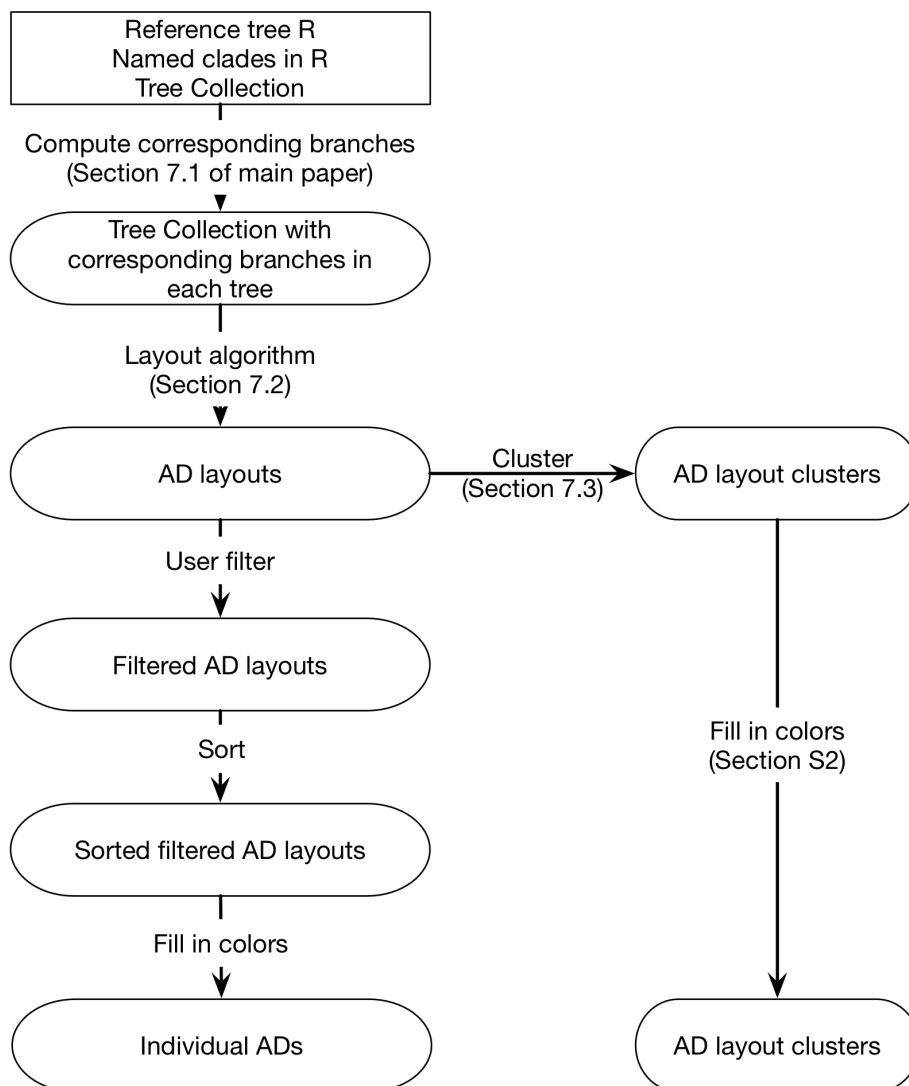 Reference tree R
Named clades in R
Tree Collection
Compute corresponding branches
(Section 7.1 of main paper)
Tree Collection with
corresponding branches in
each tree
Layout algorithm
(Section 7.2)
AD layouts
Cluster
(Section 7.3)
AD layout clusters
User filter
Filtered AD layouts
Sort
Fill in colors
(Section S2)
Sorted filtered AD layouts
Fill in colors
Individual ADs
AD layout clusters